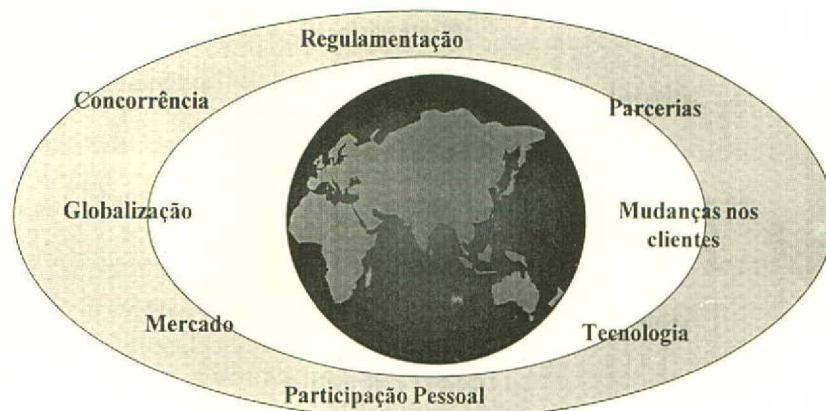 Regulamentação
Concorrência
Parcerias
Globalização
Mudanças nos
clientes
Mercado
Tecnologia
Participação Pessoal